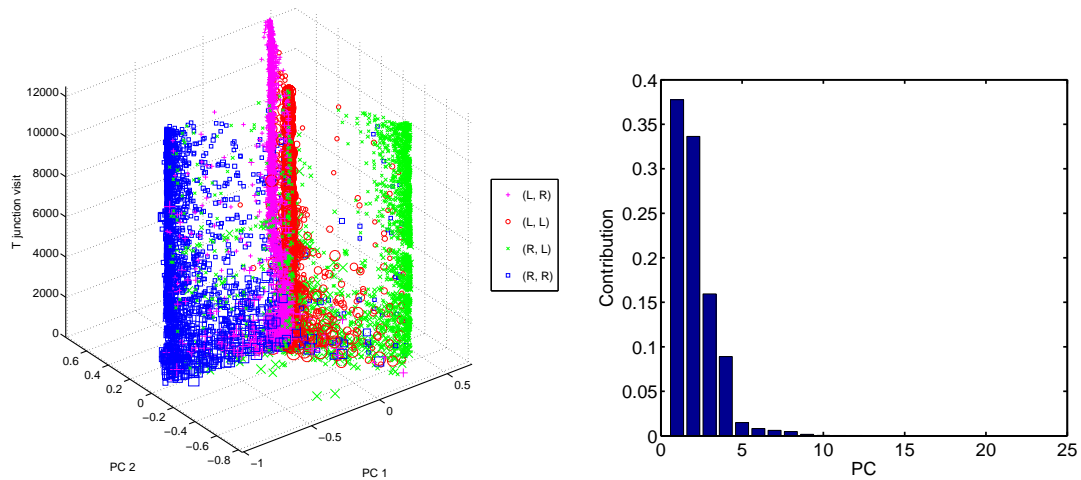 12000
10000
8000
6000
4000
2000
0
T junction visit
0.6
0.4
0.2
0
−0.2
−0.4
−0.6
−0.8
PC 2
−1
−0.5
0
0.5
PC 1
(L, R)
(L, L)
(R, L)
(R, R)
0.4
0.35
0.3
0.25
0.2
0.15
0.1
0.05
0
Contribution
0 5 10 15 20 25
PC